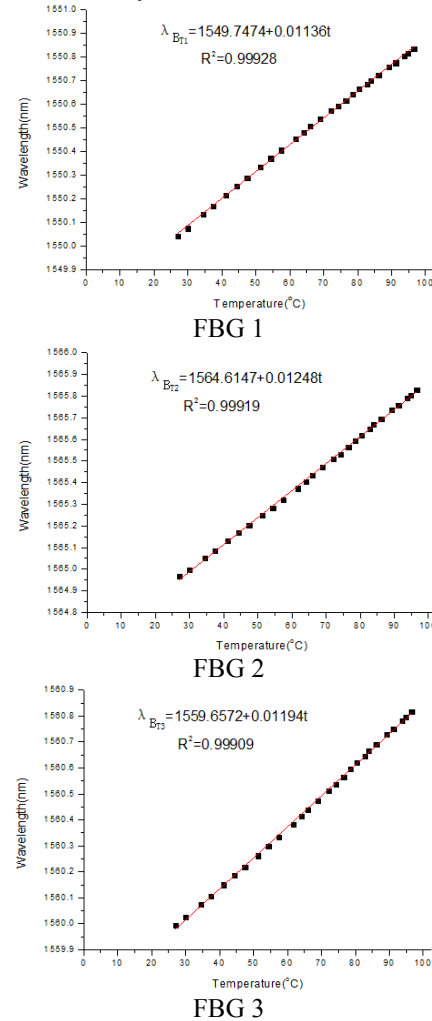 1551.0
1550.9
1550.8
1550.7
1550.6
1550.5
1550.4
1550.3
1550.2
1550.1
1550.0
1549.9
Wavelength(nm)
λ BT1=1549.7474+0.01136t
R²=0.99928
0 10 20 30 40 50 60 70 80 90 100
Temperature(°C)
FBG 1
1566.0
1565.9
1565.8
1565.7
1565.6
1565.5
1565.4
1565.3
1565.2
1565.1
1565.0
1564.9
1564.8
Wavelength(nm)
λ BT2=1564.6147+0.01248t
R²=0.99919
0 10 20 30 40 50 60 70 80 90 100
Temperature(°C)
FBG 2
1560.9
1560.8
1560.7
1560.6
1560.5
1560.4
1560.3
1560.2
1560.1
1560.0
1559.9
Wavelength(nm)
λ BT3=1559.6572+0.01194t
R²=0.99909
0 10 20 30 40 50 60 70 80 90 100
Temperature(°C)
FBG 3